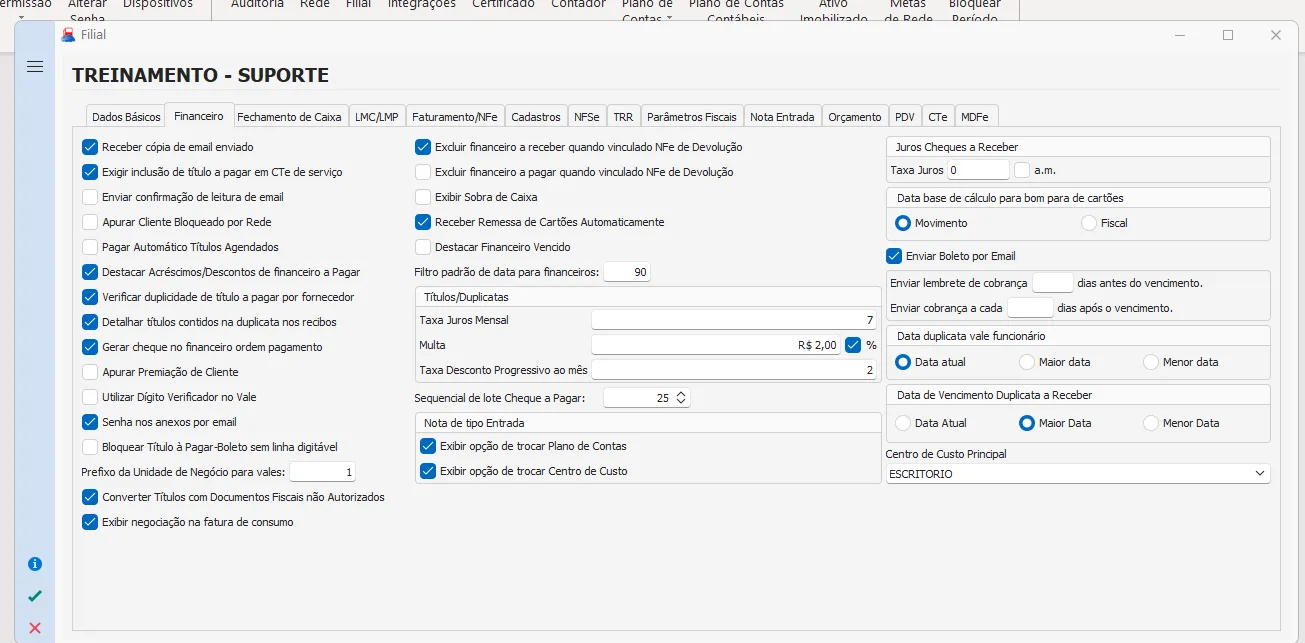 ermissão Alterar Dispositivos Auditoria Rede Filial Integrações Certificado Contador Plano de Plano de Contas Ativo Metas Bloquear
Senha Contas Contábeis Imobilizado de Rede Período
Filial
TREINAMENTO - SUPORTE
Dados Básicos Financeiro Fechamento de Caixa LMC/LMP Faturamento/NFe Cadastros NFSe TRR Parâmetros Fiscais Nota Entrada Orçamento PDV CTe MDFe
Receber cópia de email enviado
Exigir inclusão de título a pagar em CTe de serviço
Enviar confirmação de leitura de email
Apurar Cliente Bloqueado por Rede
Pagar Automático Títulos Agendados
Destacar Acréscimos/Descontos de financeiro a Pagar
Verificar duplicidade de título a pagar por fornecedor
Detalhar títulos contidos na duplicata nos recibos
Gerar cheque no financeiro ordem pagamento
Apurar Premiação de Cliente
Utilizar Dígito Verificador no Vale
Senha nos anexos por email
Bloquear Título à Pagar-Boleto sem linha digitável
Prefixo da Unidade de Negócio para vales: 1
Converter Títulos com Documentos Fiscais não Autorizados
Exibir negociação na fatura de consumo
Excluir financeiro a receber quando vinculado NFe de Devolução
Excluir financeiro a pagar quando vinculado NFe de Devolução
Exibir Sobra de Caixa
Receber Remessa de Cartões Automaticamente
Destacar Financeiro Vencido
Filtro padrão de data para financeiros: 90
Títulos/Duplicatas
Taxa Juros Mensal 7
Multa R$ 2,00 %
Taxa Desconto Progressivo ao mês 2
Sequencial de lote Cheque a Pagar: 25
Nota de tipo Entrada
Exibir opção de trocar Plano de Contas
Exibir opção de trocar Centro de Custo
Juros Cheques a Receber
Taxa Juros 0 a.m.
Data base de cálculo para bom para de cartões
Movimento Fiscal
Enviar Boleto por Email
Enviar lembrete de cobrança dias antes do vencimento.
Enviar cobrança a cada dias após o vencimento.
Data duplicata vale funcionário
Data atual Maior data Menor data
Data de Vencimento Duplicata a Receber
Data Atual Maior Data Menor Data
Centro de Custo Principal
ESCRITORIO